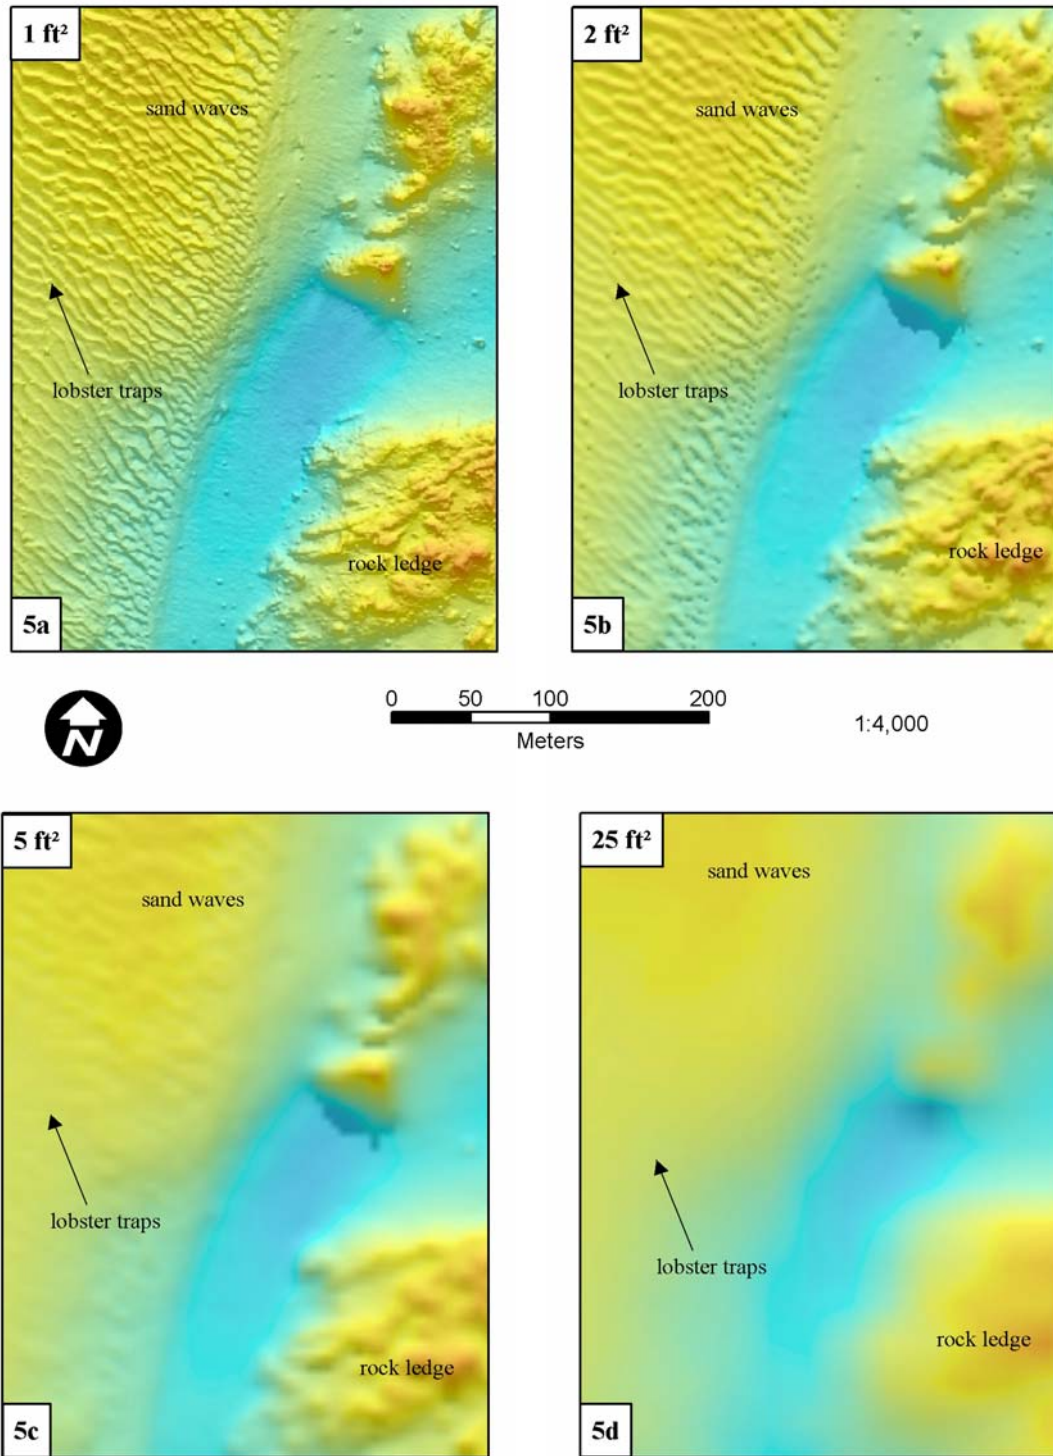 1 ft²
sand waves
lobster traps
rock ledge
5a
2 ft²
sand waves
lobster traps
rock ledge
5b
N
0 50 100 200
Meters
1:4,000
5 ft²
sand waves
lobster traps
rock ledge
5c
25 ft²
sand waves
lobster traps
rock ledge
5d